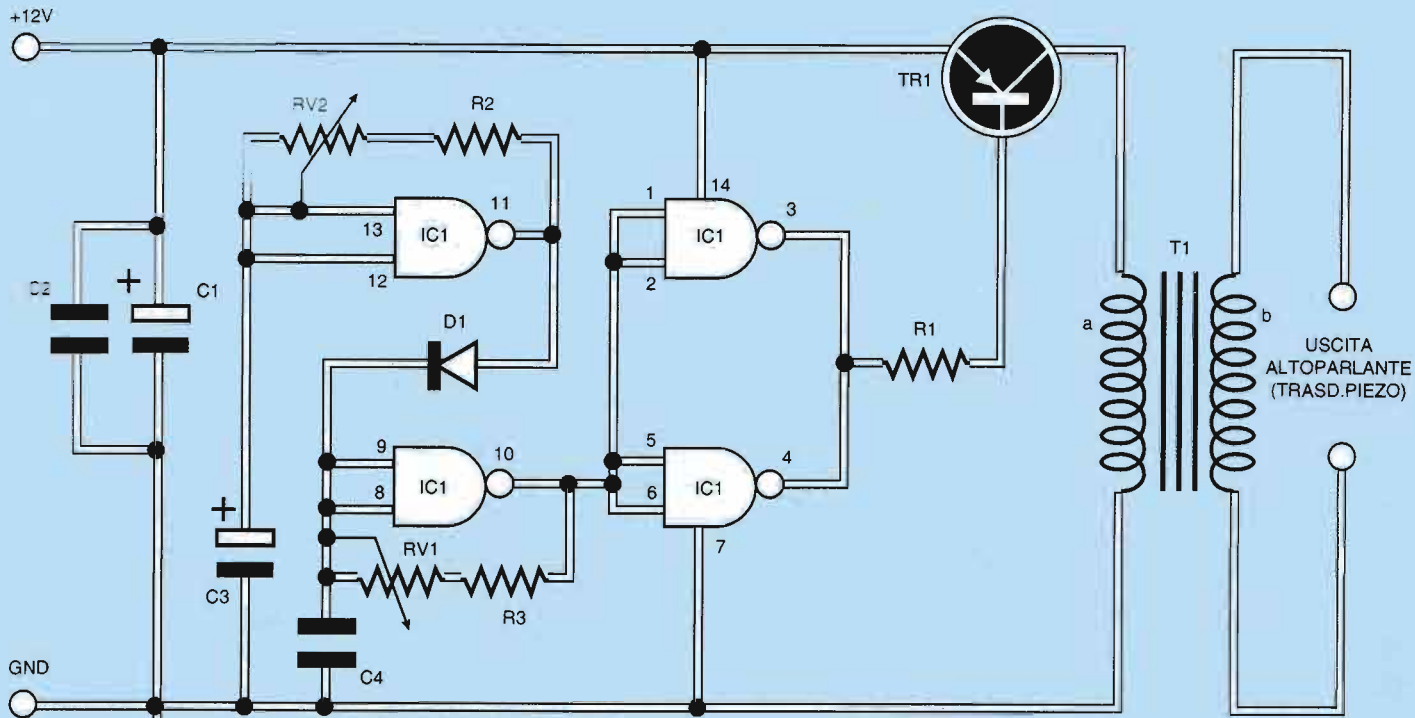 +12V
TR1
RV2
R2
1
14
3
11
13
IC1
IC1
12
2
T1
C2
+
C1
D1
R1
a
b
USCITA
ALTOPARLANTE
(TRASD.PIEZO)
9
10
5
4
8
IC1
6
IC1
+
7
RV1
C3
R3
GND
C4